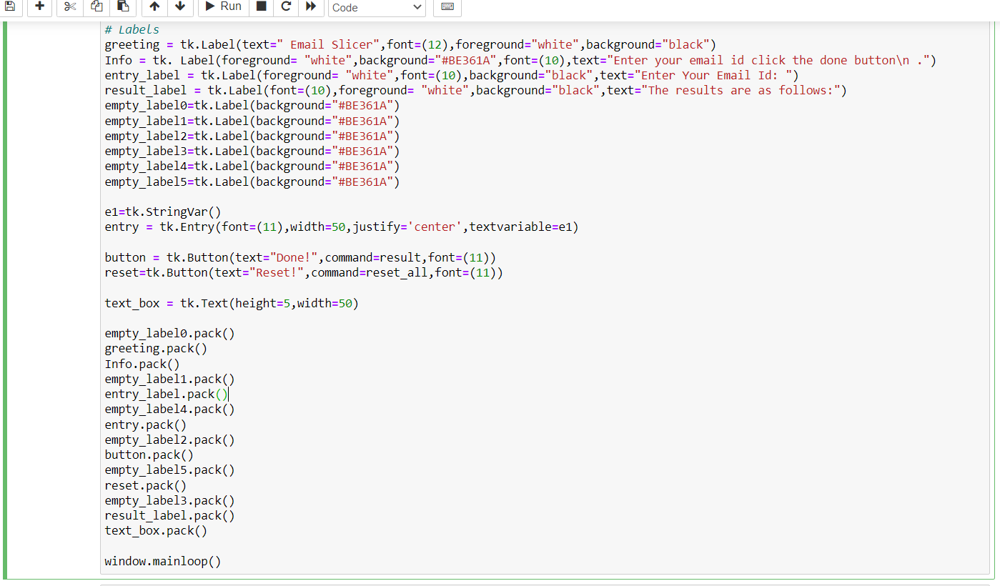 Run
Code
# Labels
greeting = tk.Label(text=" Email Slicer",font=(12),foreground="white",background="black")
Info = tk. Label(foreground= "white",background="#BE361A",font=(10),text="Enter your email id click the done button\n .")
entry_label = tk.Label(foreground= "white",font=(10),background="black",text="Enter Your Email Id: ")
result_label = tk.Label(font=(10),foreground= "white",background="black",text="The results are as follows:")
empty_label0=tk.Label(background="#BE361A")
empty_label1=tk.Label(background="#BE361A")
empty_label2=tk.Label(background="#BE361A")
empty_label3=tk.Label(background="#BE361A")
empty_label4=tk.Label(background="#BE361A")
empty_label5=tk.Label(background="#BE361A")

e1=tk.StringVar()
entry = tk.Entry(font=(11),width=50,justify='center',textvariable=e1)

button = tk.Button(text="Done!",command=result,font=(11))
reset=tk.Button(text="Reset!",command=reset_all,font=(11))

text_box = tk.Text(height=5,width=50)

empty_label0.pack()
greeting.pack()
Info.pack()
empty_label1.pack()
entry_label.pack()
empty_label4.pack()
entry.pack()
empty_label2.pack()
button.pack()
empty_label5.pack()
reset.pack()
empty_label3.pack()
result_label.pack()
text_box.pack()

window.mainloop()